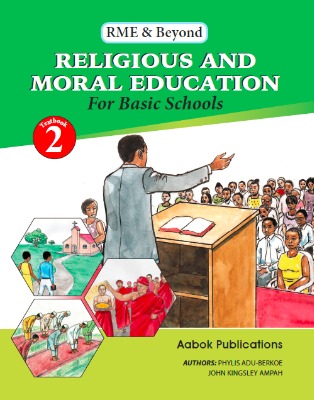 RME & Beyond
RELIGIOUS AND
MORAL EDUCATION
For Basic Schools
Textbook
2
Aabok Publications
AUTHORS: PHYLIS ADU-BERKOE
JOHN KINGSLEY AMPAH